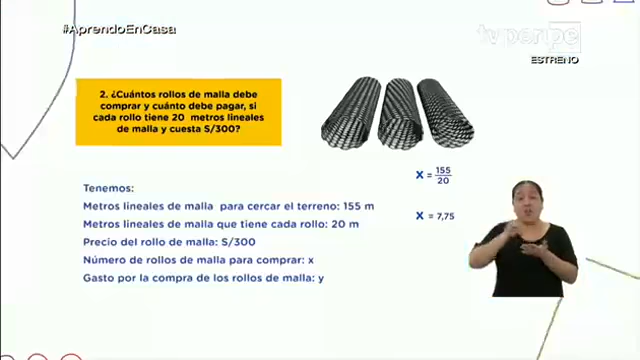 #AprendoEnCasa
tv perúpe
ESTRENO
2. ¿Cuántos rollos de malla debe
comprar y cuánto debe pagar, si
cada rollo tiene 20 metros lineales
de malla y cuesta S/300?
x = 155/20
x = 7,75
Tenemos:
Metros lineales de malla para cercar el terreno: 155 m
Metros lineales de malla que tiene cada rollo: 20 m
Precio del rollo de malla: S/300
Número de rollos de malla para comprar: x
Gasto por la compra de los rollos de malla: y